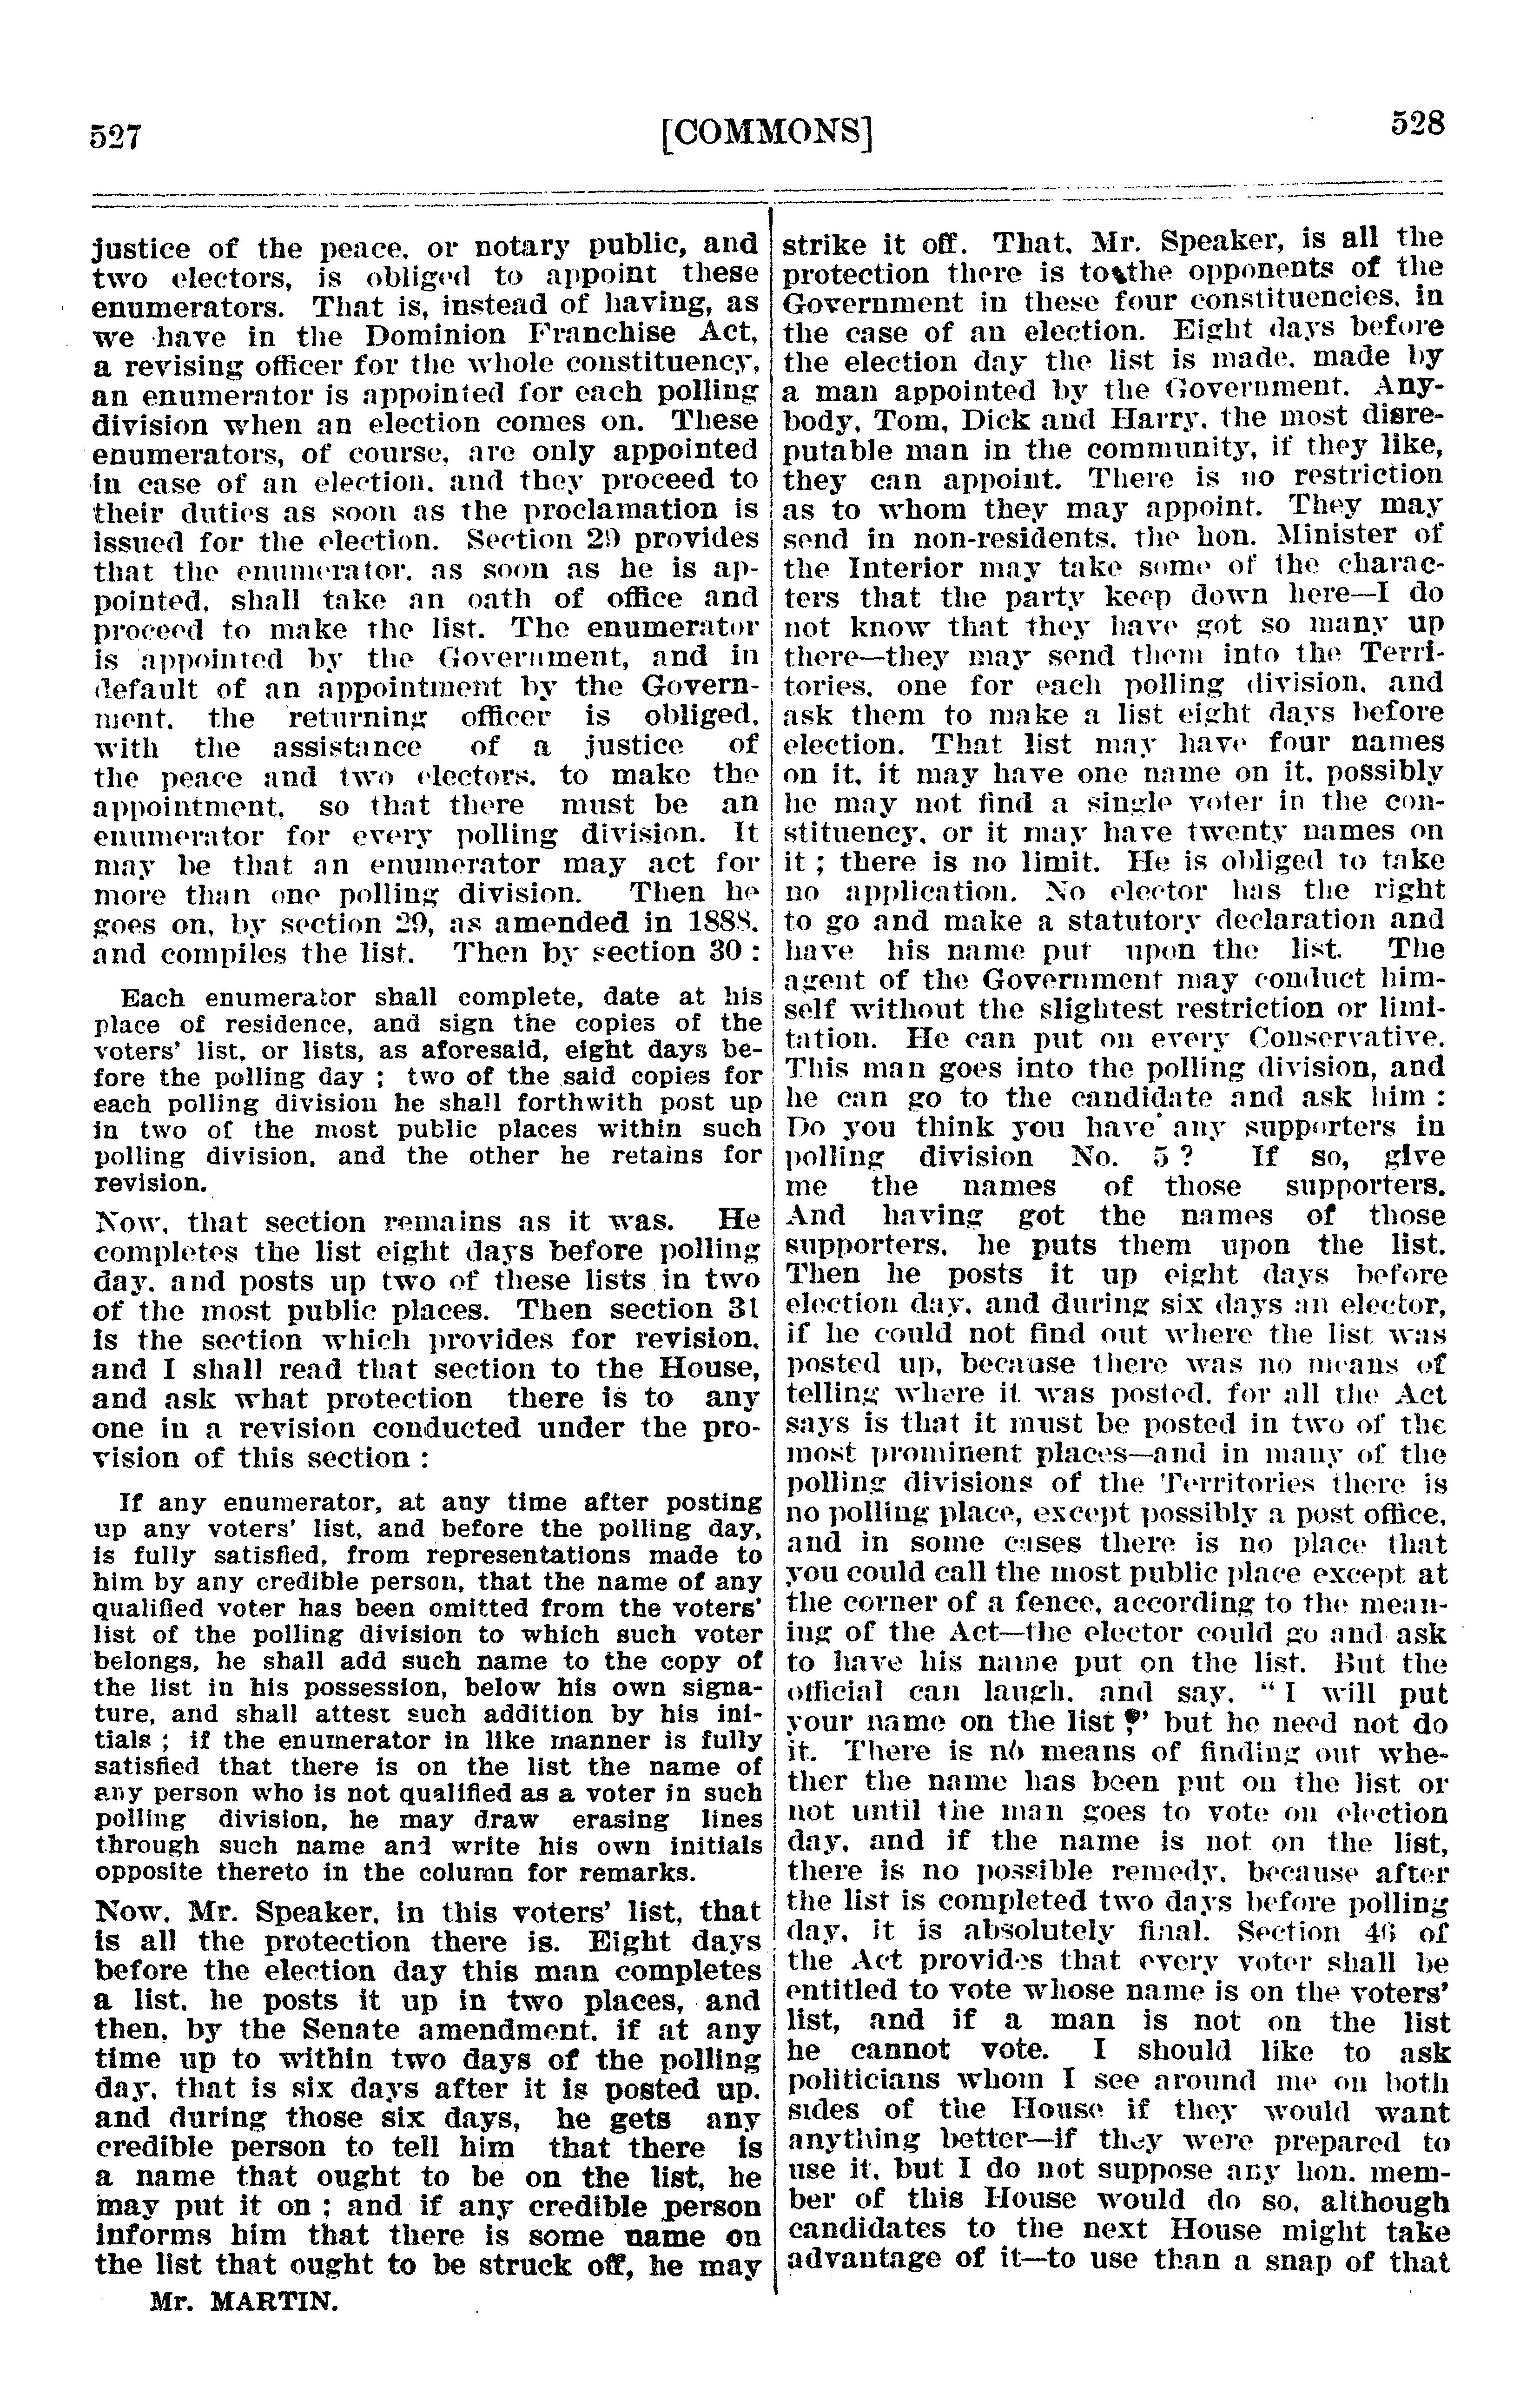 527
[COMMONS]
528
justice of the peace, or notary public, and
two electors, is obliged to appoint these
enumerators. That is, instead of having, as
we have in the Dominion Franchise Act,
a revising officer for the whole constituency,
an enumerator is appointed for each polling
division when an election comes on. These
enumerators, of course, are only appointed
in case of an election, and they proceed to
their duties as soon as the proclamation is
issued for the election. Section 29 provides
that the enumerator, as soon as he is ap-
pointed, shall take an oath of office and
proceed to make the list. The enumerator
is appointed by the Government, and in
default of an appointment by the Govern-
ment, the returning officer is obliged,
with the assistance of a justice of
the peace and two electors, to make the
appointment, so that there must be an
enumerator for every polling division. It
may be that an enumerator may act for
more than one polling division. Then he
goes on, by section 29, as amended in 1888,
and compiles the list. Then by section 30 :
Each enumerator shall complete, date at his
place of residence, and sign the copies of the
voters' list, or lists, as aforesaid, eight days be-
fore the polling day ; two of the said copies for
each polling division he shall forthwith post up
in two of the most public places within such
polling division, and the other he retains for
revision.
Now, that section remains as it was. He
completes the list eight days before polling
day, and posts up two of these lists in two
of the most public places. Then section 31
is the section which provides for revision,
and I shall read that section to the House,
and ask what protection there is to any
one in a revision conducted under the pro-
vision of this section :
If any enumerator, at any time after posting
up any voters' list, and before the polling day,
is fully satisfied, from representations made to
him by any credible person, that the name of any
qualified voter has been omitted from the voters'
list of the polling division to which such voter
belongs, he shall add such name to the copy of
the list in his possession, below his own signa-
ture, and shall attest such addition by his ini-
tials ; if the enumerator in like manner is fully
satisfied that there is on the list the name of
any person who is not qualified as a voter in such
polling division, he may draw erasing lines
through such name and write his own initials
opposite thereto in the column for remarks.
Now, Mr. Speaker, in this voters' list, that
is all the protection there is. Eight days
before the election day this man completes
a list, he posts it up in two places, and
then, by the Senate amendment, if at any
time up to within two days of the polling
day, that is six days after it is posted up,
and during those six days, he gets any
credible person to tell him that there is
a name that ought to be on the list, he
may put it on ; and if any credible person
informs him that there is some name on
the list that ought to be struck off, he may
Mr. MARTIN.
strike it off. That, Mr. Speaker, is all the
protection there is to the opponents of the
Government in these four constituencies, in
the case of an election. Eight days before
the election day the list is made, made by
a man appointed by the Government. Any-
body, Tom, Dick and Harry, the most disre-
putable man in the community, if they like,
they can appoint. There is no restriction
as to whom they may appoint. They may
send in non-residents, the hon. Minister of
the Interior may take some of the charac-
ters that the party keep down here—I do
not know that they have got so many up
there—they may send them into the Terri-
tories, one for each polling division, and
ask them to make a list eight days before
election. That list may have four names
on it, it may have one name on it, possibly
he may not find a single voter in the con-
stituency, or it may have twenty names on
it ; there is no limit. He is obliged to take
no application. No elector has the right
to go and make a statutory declaration and
have his name put upon the list. The
agent of the Government may conduct him-
self without the slightest restriction or limi-
tation. He can put on every Conservative.
This man goes into the polling division, and
he can go to the candidate and ask him :
Do you think you have any supporters in
polling division No. 5 ? If so, give
me the names of those supporters.
And having got the names of those
supporters, he puts them upon the list.
Then he posts it up eight days before
election day, and during six days an elector,
if he could not find out where the list was
posted up, because there was no means of
telling where it was posted, for all the Act
says is that it must be posted in two of the
most prominent places—and in many of the
polling divisions of the Territories there is
no polling place, except possibly a post office,
and in some cases there is no place that
you could call the most public place except at
the corner of a fence, according to the mean-
ing of the Act—the elector could go and ask
to have his name put on the list. But the
official can laugh, and say, "I will put
your name on the list ;" but he need not do
it. There is no means of finding out whe-
ther the name has been put on the list or
not until the man goes to vote on election
day, and if the name is not on the list,
there is no possible remedy, because after
the list is completed two days before polling
day, it is absolutely final. Section 46 of
the Act provides that every voter shall be
entitled to vote whose name is on the voters'
list, and if a man is not on the list
he cannot vote. I should like to ask
politicians whom I see around me on both
sides of the House if they would want
anything better—if they were prepared to
use it, but I do not suppose any hon. mem-
ber of this House would do so, although
candidates to the next House might take
advantage of it—to use than a snap of that